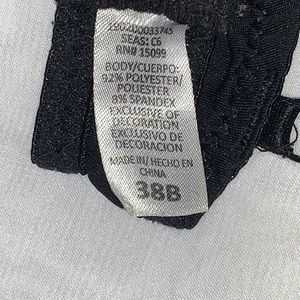 190200033745
SEAS: C6
RN# 15099
BODY/CUERPO:
92% POLYESTER/
POLIESTER
8% SPANDEX
EXCLUSIVE OF
DECORATION
EXCLUSIVO DE
DECORACION
MADE IN/ HECHO EN
CHINA
38B